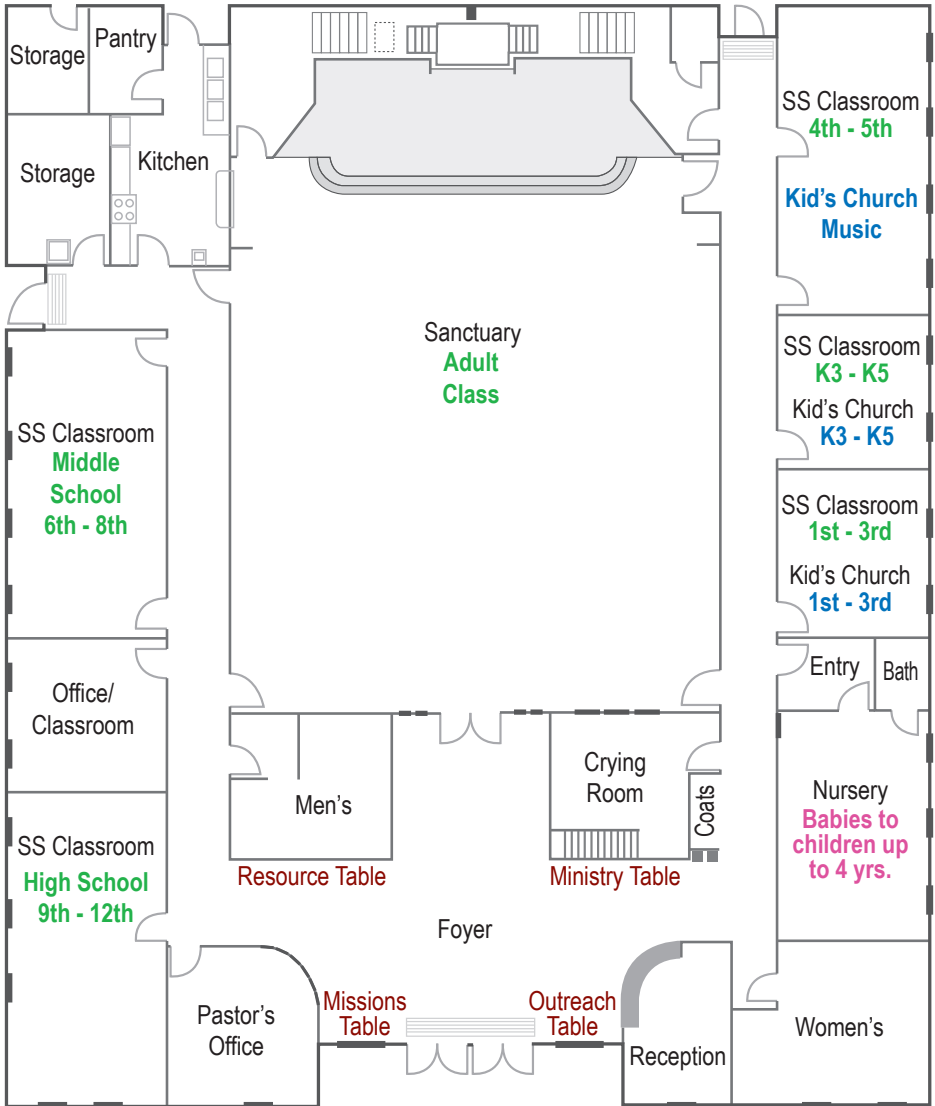 Storage
Pantry
Storage
Kitchen
SS Classroom
4th - 5th
Kid's Church
Music
Sanctuary
Adult
Class
SS Classroom
K3 - K5
Kid's Church
K3 - K5
SS Classroom
Middle
School
6th - 8th
SS Classroom
1st - 3rd
Kid's Church
1st - 3rd
Office/
Classroom
Entry
Bath
Men's
Crying
Room
Coats
Nursery
Babies to
children up
to 4 yrs.
SS Classroom
High School
9th - 12th
Resource Table
Ministry Table
Foyer
Pastor's
Office
Missions
Table
Outreach
Table
Reception
Women's